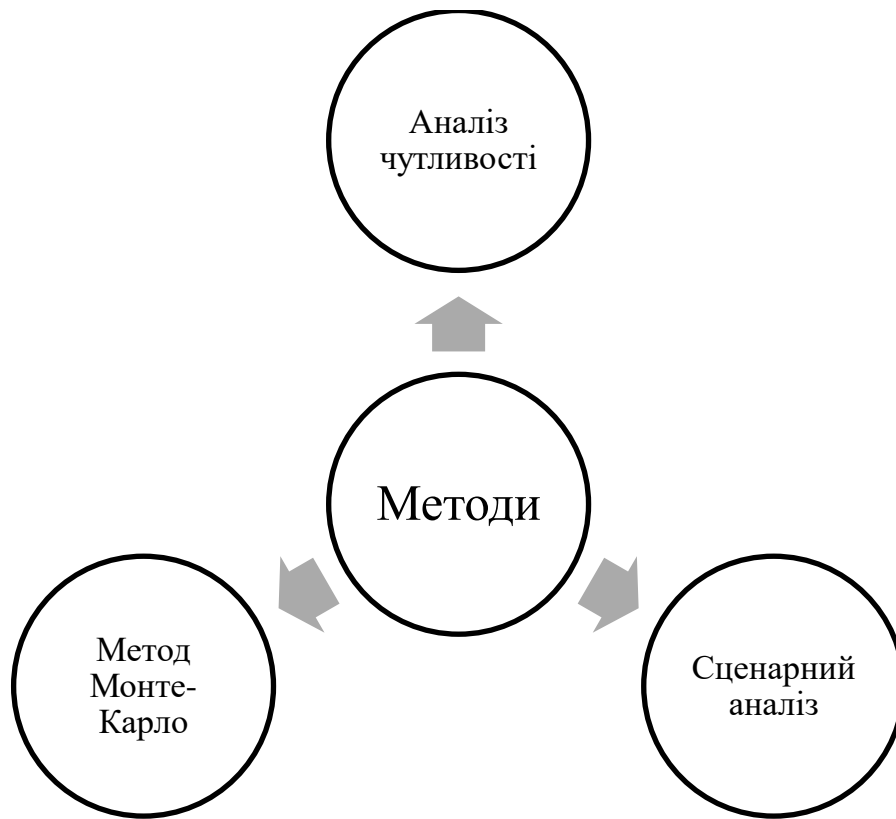 Аналіз
чутливості
Методи
Метод
Монте-
Карло
Сценарний
аналіз